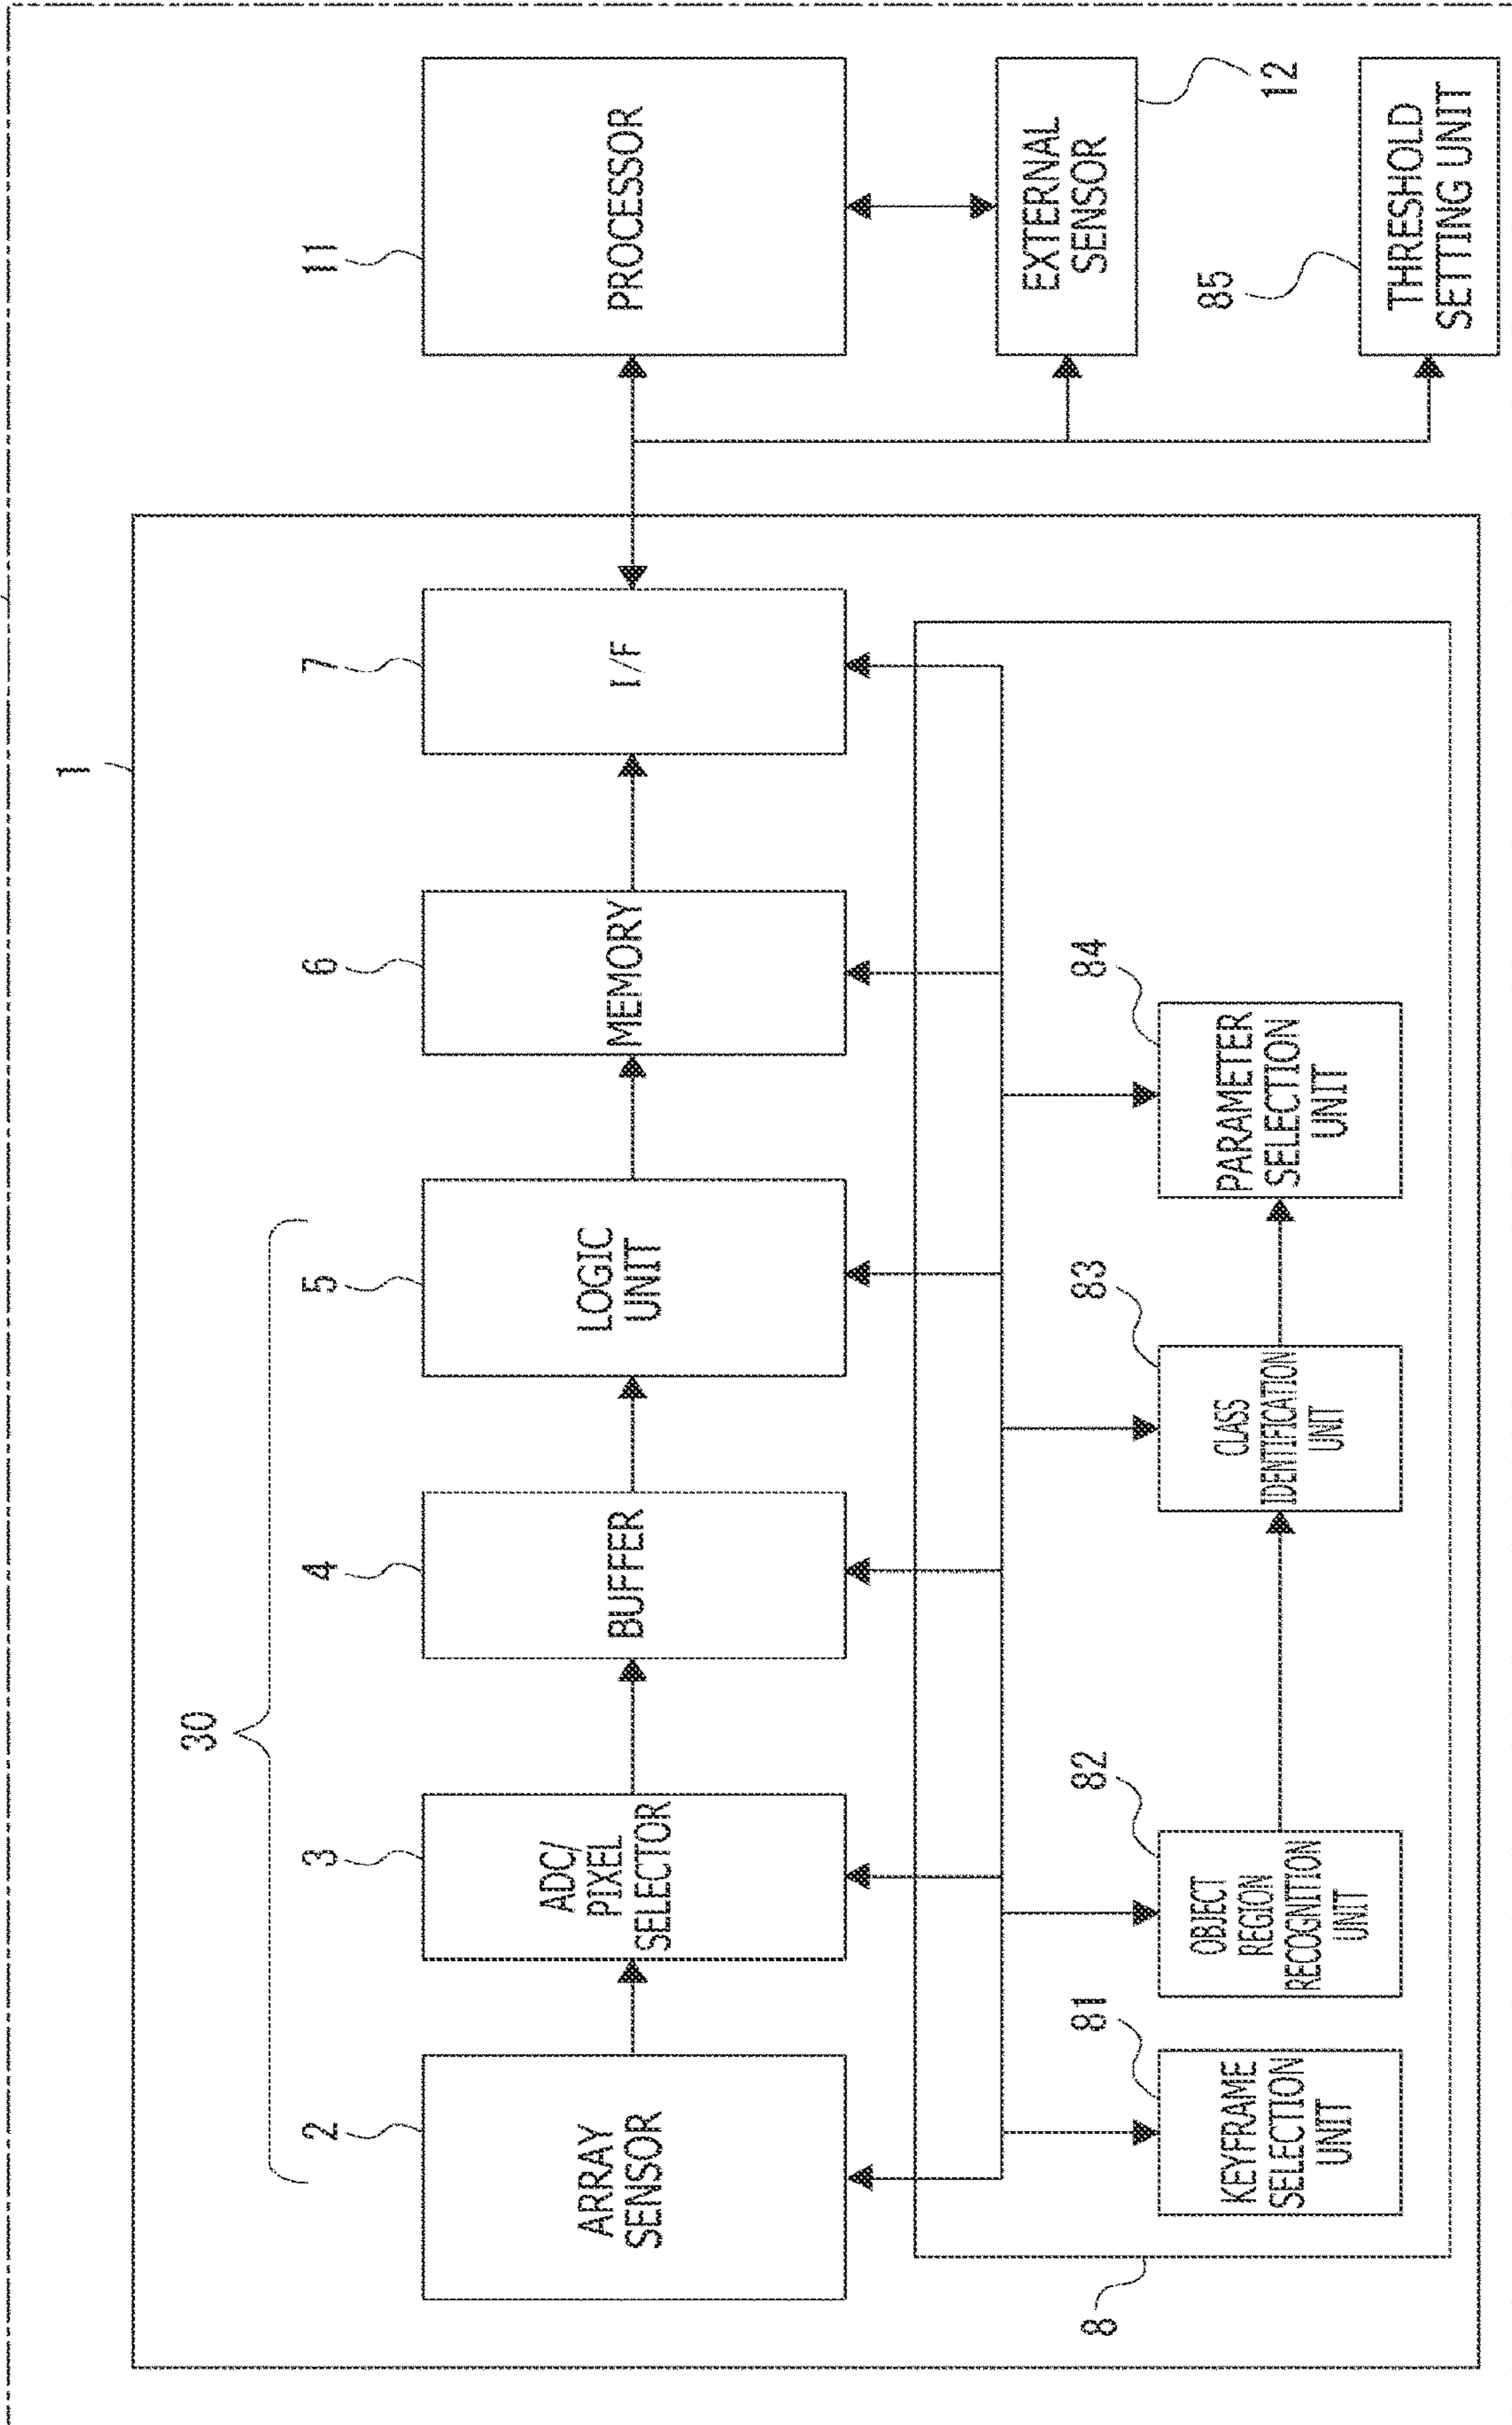 1
30
2
3
4
5
6
7
11
ARRAY
SENSOR
ADC/
PIXEL
SELECTOR
BUFFER
LOGIC
UNIT
MEMORY
I/F
PROCESSOR
EXTERNAL
SENSOR
12
8
81
82
83
84
85
KEYFRAME
SELECTION
UNIT
OBJECT
REGION
RECOGNITION
UNIT
CLASS
IDENTIFICATION
UNIT
PARAMETER
SELECTION
UNIT
THRESHOLD
SETTING UNIT